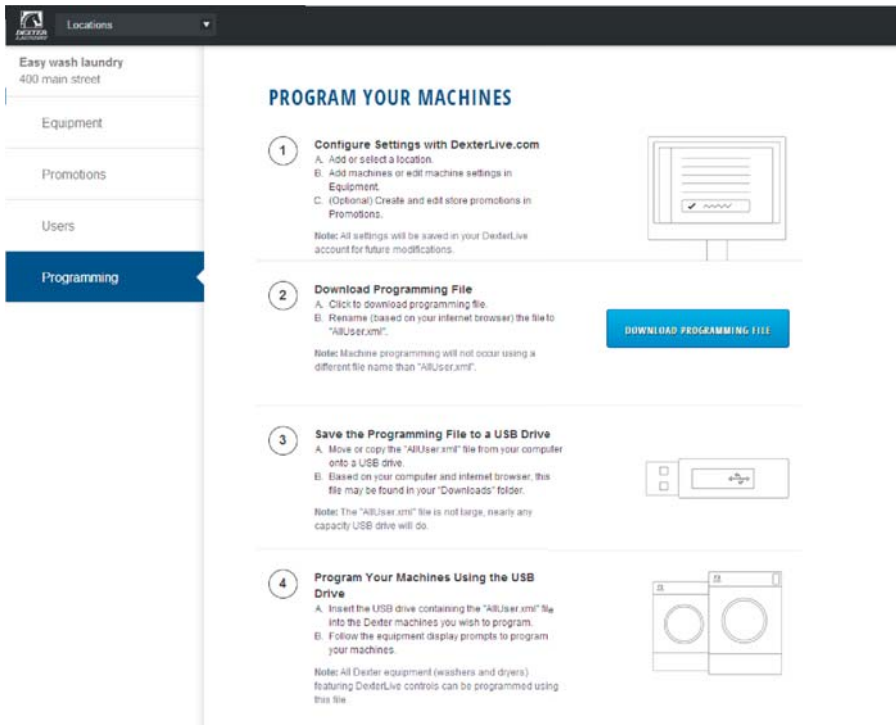 DEXTER
LAUNDRY
Locations
Easy wash laundry
400 main street
Equipment
Promotions
Users
Programming
PROGRAM YOUR MACHINES
1
Configure Settings with DexterLive.com
A. Add or select a location.
B. Add machines or edit machine settings in
Equipment.
C. (Optional) Create and edit store promotions in
Promotions.
Note: All settings will be saved in your DexterLive
account for future modifications.
2
Download Programming File
A. Click to download programming file.
B. Rename (based on your internet browser) the file to
"AllUser.xml".
Note: Machine programming will not occur using a
different file name than "AllUser.xml".
DOWNLOAD PROGRAMMING FILE
3
Save the Programming File to a USB Drive
A. Move or copy the "AllUser.xml" file from your computer
onto a USB drive.
B. Based on your computer and internet browser, this
file may be found in your "Downloads" folder.
Note: The "AllUser.xml" file is not large, nearly any
capacity USB drive will do.
4
Program Your Machines Using the USB
Drive
A. Insert the USB drive containing the "AllUser.xml" file
into the Dexter machines you wish to program.
B. Follow the equipment display prompts to program
your machines.
Note: All Dexter equipment (washers and dryers)
featuring DexterLive controls can be programmed using
this file